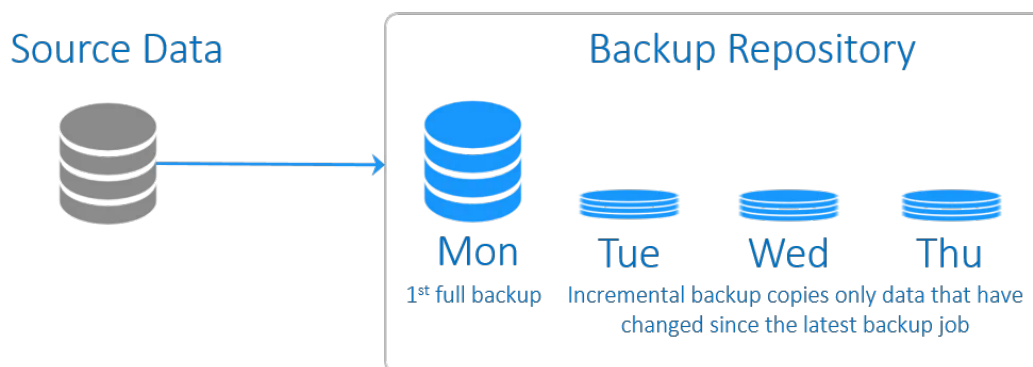 Source Data
Backup Repository
Mon
Tue
Wed
Thu
1st full backup
Incremental backup copies only data that have
changed since the latest backup job